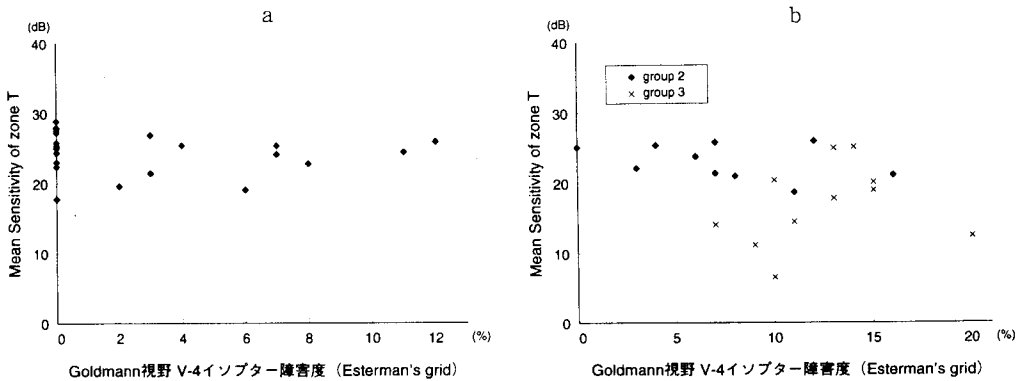 a
(dB)
40
30
20
10
0
Mean Sensitivity of zone T
0 2 4 6 8 10 12 (%)
Goldmann視野 V-4イソプター障害度（Esterman's grid）
b
(dB)
40
30
20
10
0
Mean Sensitivity of zone T
group 2
group 3
0 5 10 15 20 (%)
Goldmann視野 V-4イソプター障害度（Esterman's grid）